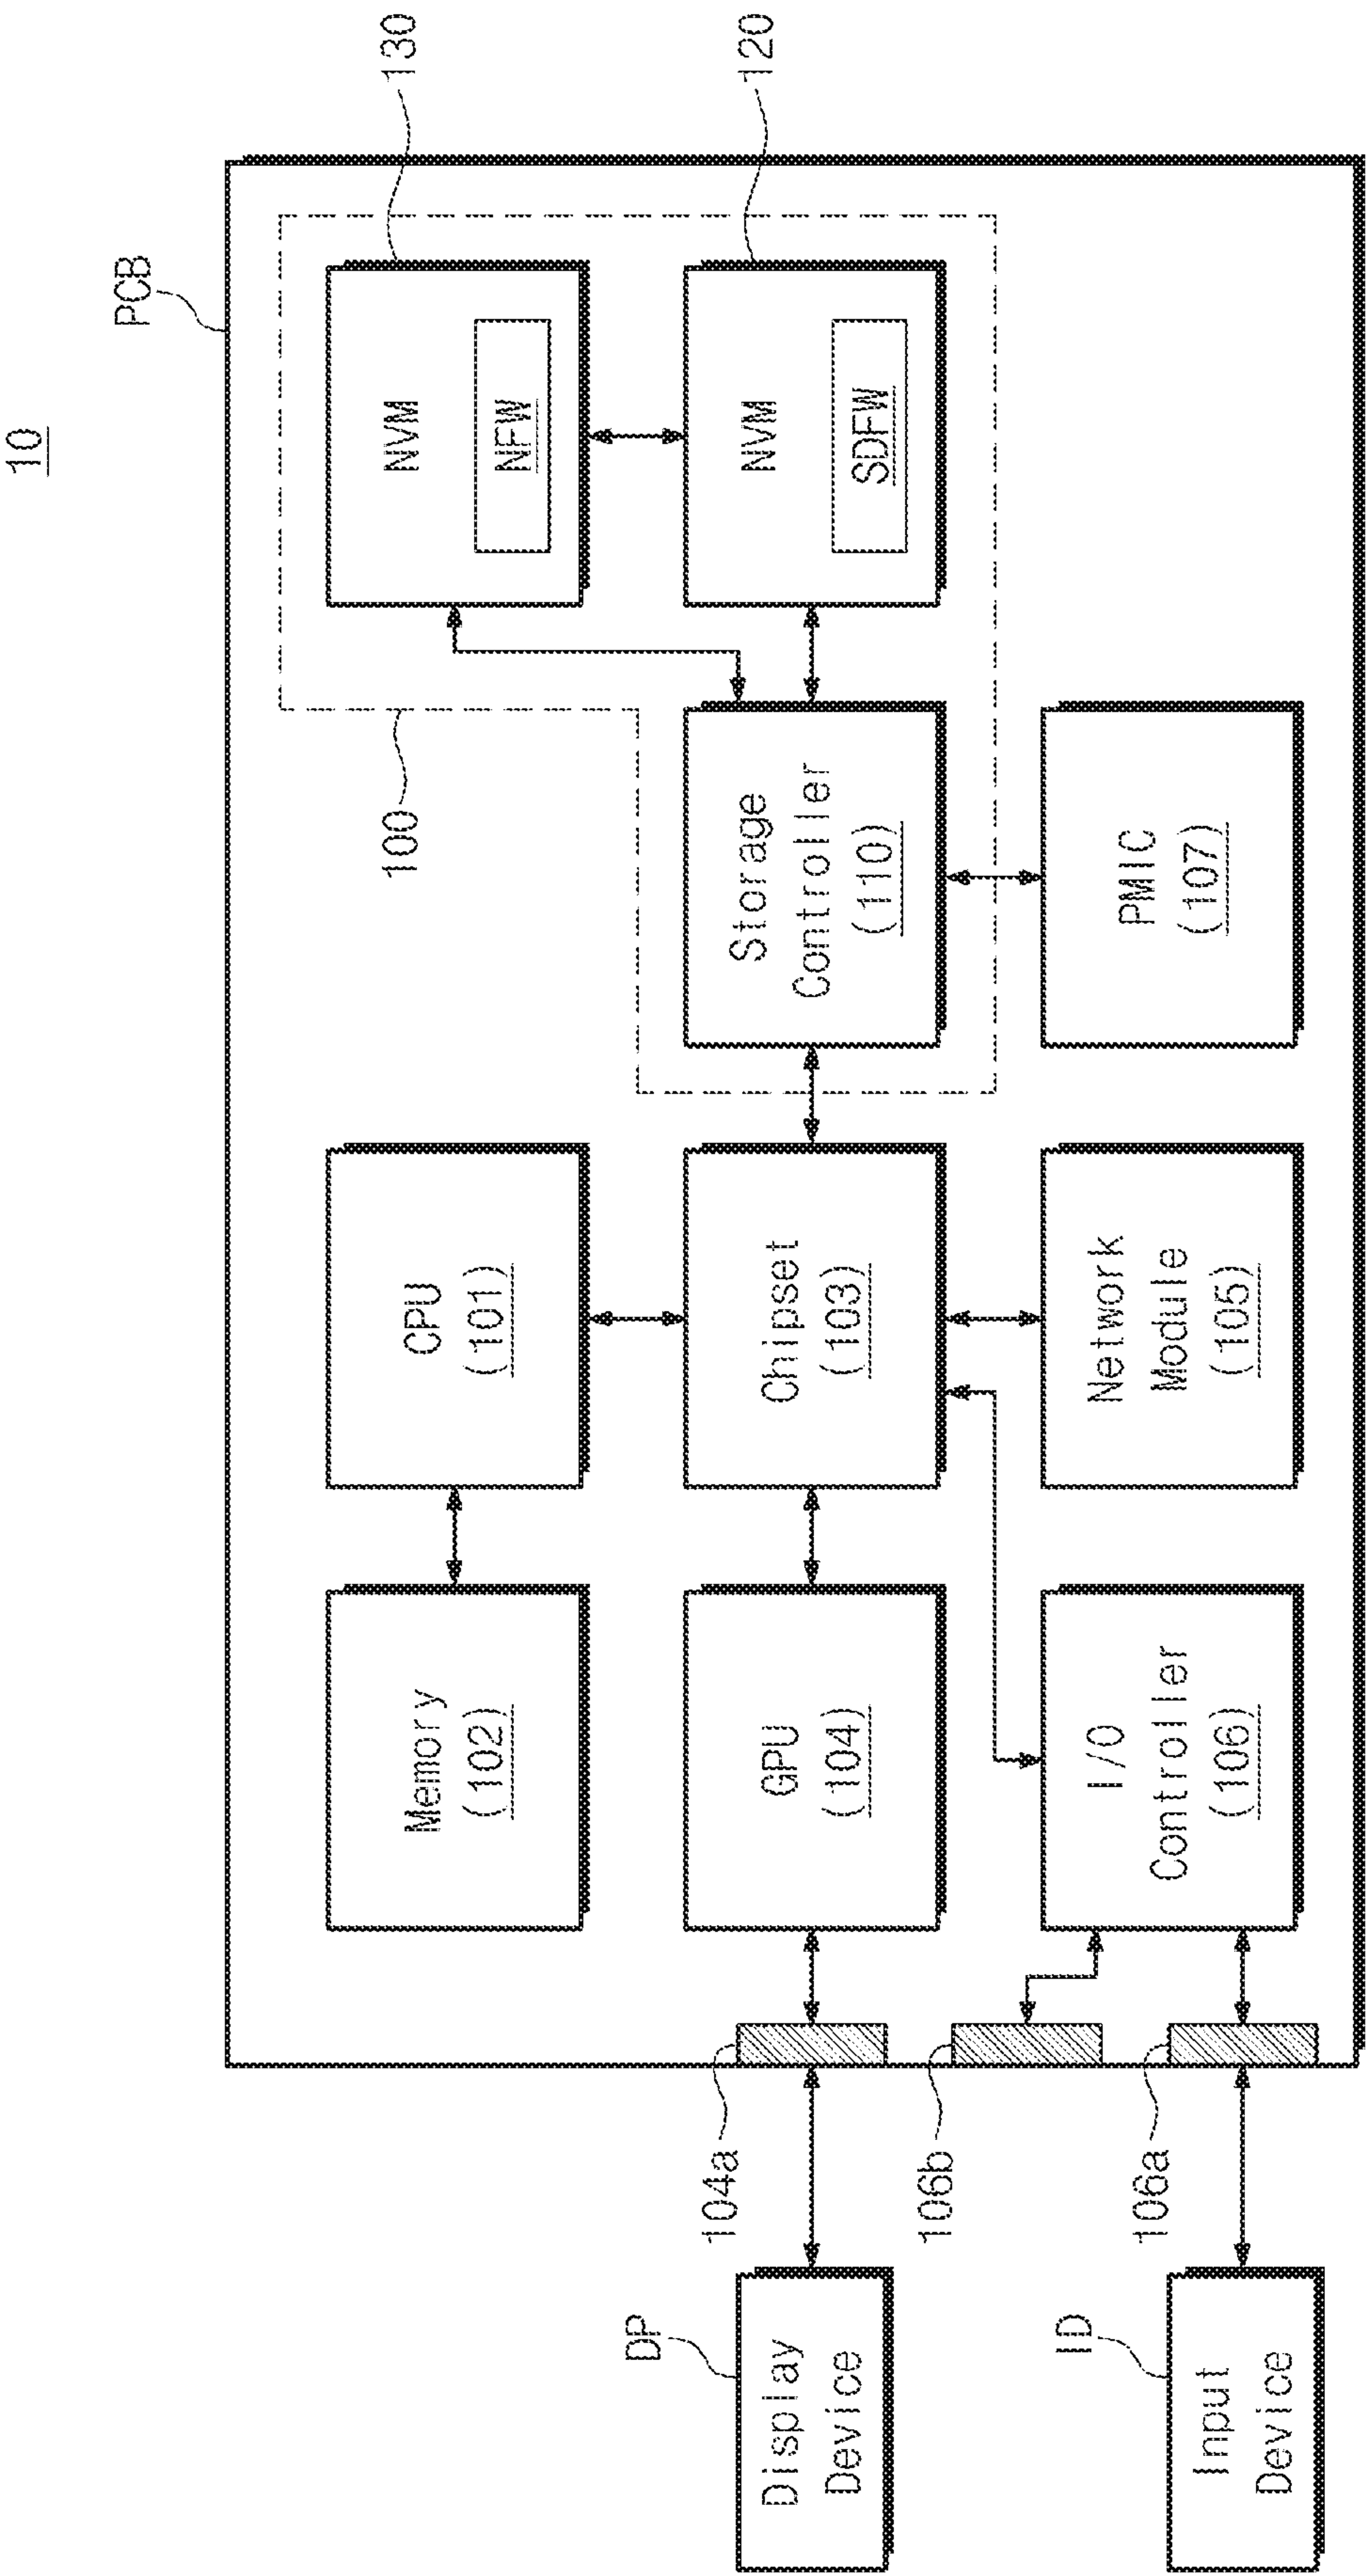 10
PCB
Memory
(102)
CPU
(101)
100
NVM
NFW
130
DP
Display
Device
104a
GPU
(104)
Chipset
(103)
Storage
Controller
(110)
NVM
SDFW
120
106b
ID
Input
Device
106a
I/O
Controller
(106)
Network
Module
(105)
PMIC
(107)